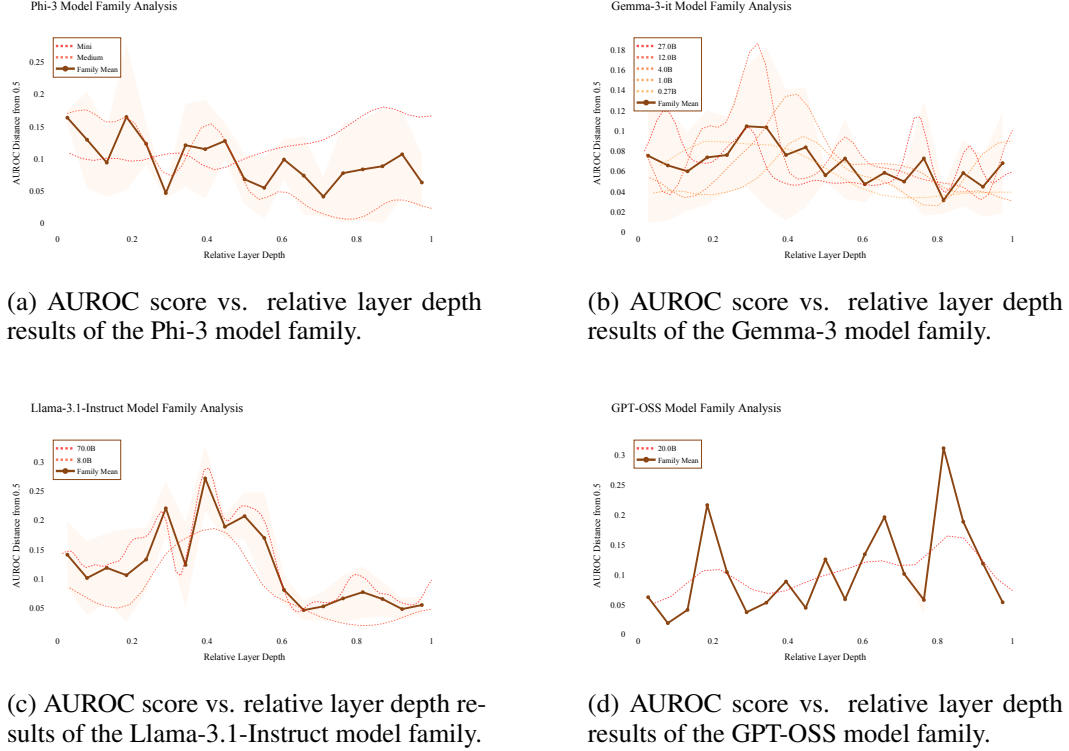 Phi-3 Model Family Analysis
Mini
Medium
Family Mean
AUROC Distance from 0.5
0.25
0.2
0.15
0.1
0.05
0
0
0.2
0.4
0.6
0.8
1
Relative Layer Depth
(a) AUROC score vs. relative layer depth
results of the Phi-3 model family.
Gemma-3-it Model Family Analysis
27.0B
12.0B
4.0B
1.0B
0.27B
Family Mean
AUROC Distance from 0.5
0.18
0.16
0.14
0.12
0.1
0.08
0.06
0.04
0.02
0
0
0.2
0.4
0.6
0.8
1
Relative Layer Depth
(b) AUROC score vs. relative layer depth
results of the Gemma-3 model family.
Llama-3.1-Instruct Model Family Analysis
70.0B
8.0B
Family Mean
AUROC Distance from 0.5
0.3
0.25
0.2
0.15
0.1
0.05
0
0.2
0.4
0.6
0.8
1
Relative Layer Depth
(c) AUROC score vs. relative layer depth re-
sults of the Llama-3.1-Instruct model family.
GPT-OSS Model Family Analysis
20.0B
Family Mean
AUROC Distance from 0.5
0.3
0.25
0.2
0.15
0.1
0.05
0
0
0.2
0.4
0.6
0.8
1
Relative Layer Depth
(d) AUROC score vs. relative layer depth
results of the GPT-OSS model family.